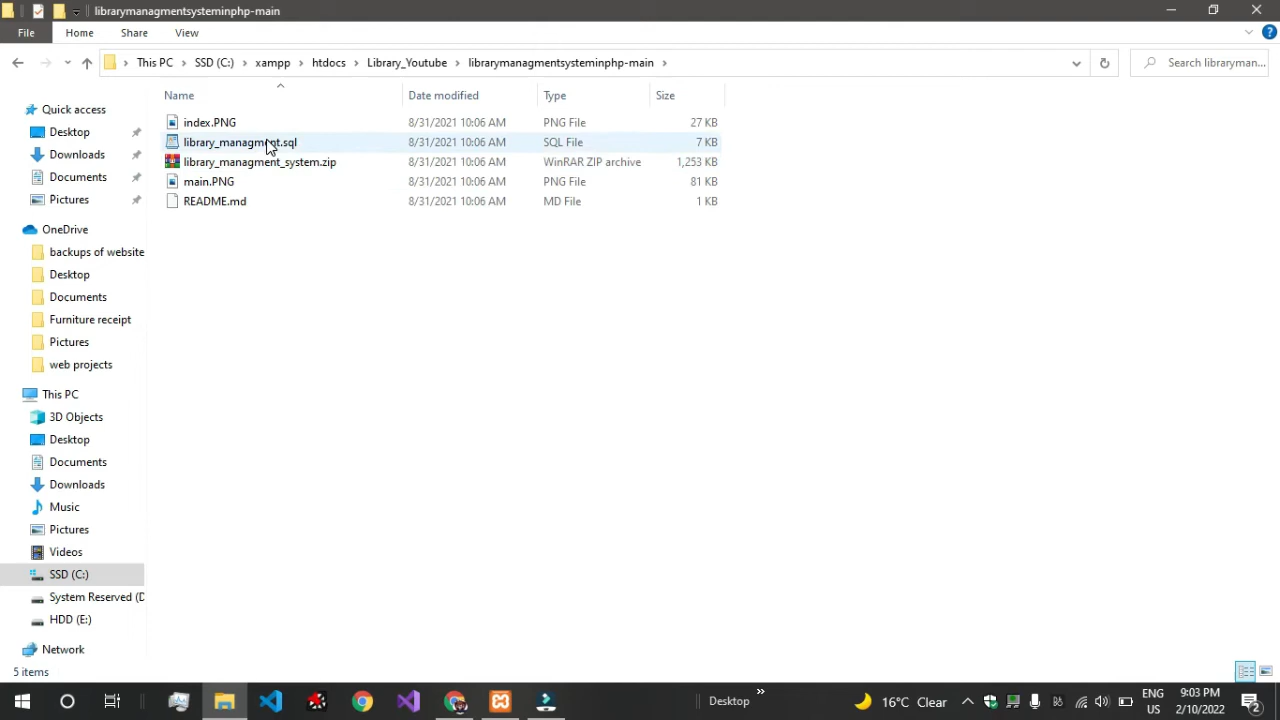 librarymanagmentsysteminphp-main
File
Home
Share
View
This PC
SSD (C:)
xampp
htdocs
Library_Youtube
librarymanagmentsysteminphp-main
Search libraryman...
Name
Date modified
Type
Size
index.PNG
8/31/2021 10:06 AM
PNG File
27 KB
library_managment.sql
8/31/2021 10:06 AM
SQL File
7 KB
library_managment_system.zip
8/31/2021 10:06 AM
WinRAR ZIP archive
1,253 KB
main.PNG
8/31/2021 10:06 AM
PNG File
81 KB
README.md
8/31/2021 10:06 AM
MD File
1 KB
Quick access
Desktop
Downloads
Documents
Pictures
OneDrive
backups of website
Desktop
Documents
Furniture receipt
Pictures
web projects
This PC
3D Objects
Desktop
Documents
Downloads
Music
Pictures
Videos
SSD (C:)
System Reserved (D
HDD (E:)
Network
5 items
Desktop
16°C Clear
ENG
US
9:03 PM
2/10/2022
2